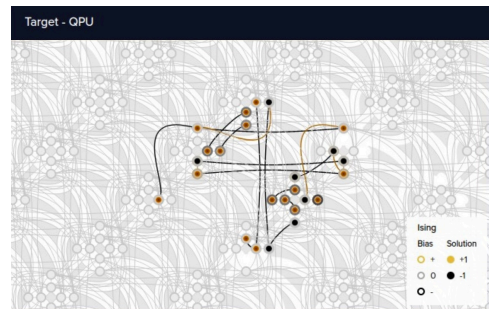 Target - QPU
Ising
Bias Solution
+ +1
0 -1
-